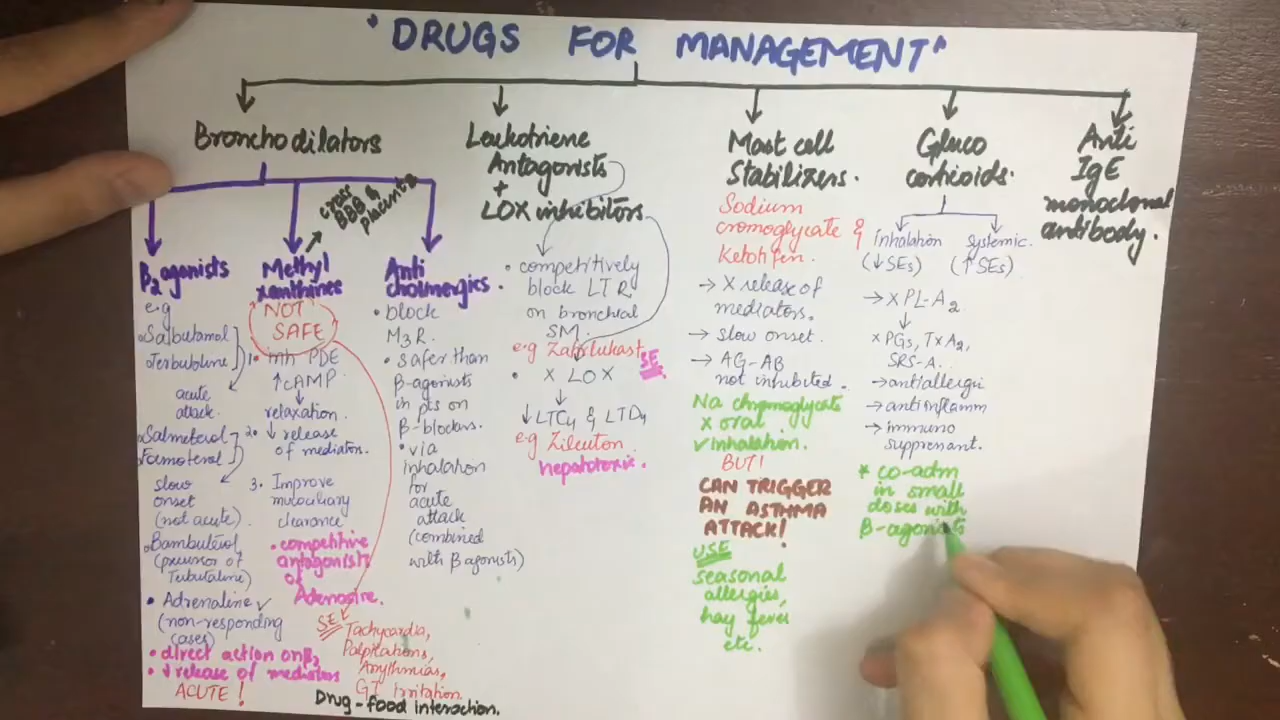 'DRUGS FOR MANAGEMENT'
Bronchodilators
cross
BBB &
placenta
β2 agonists
e.g
Salbutamol
Terbutaline
acute
attack.
Salmeterol
Formoterol
slow
onset
(not acute).
Bambuterol
(precursor of
Terbutaline)
• Adrenaline ✓
(non-responding
cases)
• direct action on β2
• ↓ release of mediators
ACUTE!
Methyl
xanthines
NOT
SAFE
1. inh PDE
↑cAMP
↓
relaxation.
2. ↓ release
of mediators.
3. Improve
mucociliary
clearance
• competitive
antagonists
of
Adenosine.
SE
Tachycardia,
Palpitations,
Arrythmias,
GI irritation.
Drug-food interaction.
Anti
cholinergics.
• block
M3R.
• safer than
β-agonists
in pts on
β-blockers.
• via
inhalation
for
acute
attack
(combined
with β agonists)
Leukotriene
Antagonists
+
LOX inhibitors
• competitively
block LTR
on bronchial
SM.
e.g Zafirlukast
SE
• X LOX
↓
↓ LTC4 & LTD4
e.g Zileuton
hepatotoxic.
Mast cell
Stabilizers.
Sodium
cromoglycate &
Ketotifen.
→ X release of
mediators.
→ slow onset.
→ AG-AB
not inhibited.
Na chromoglycate
X oral
✓ inhalation.
BUT!
CAN TRIGGER
AN ASTHMA
ATTACK!
USE
seasonal
allergies,
hay fever
etc.
Gluco
corticoids.
inhalation
(↓SEs)
systemic.
(↑SEs)
→ X PL-A2
↓
X PGs, TXA2,
SRS-A.
→ antiallergi
→ antiinflamm
→ immuno
suppresant.
* co-adm
in small
doses with
β-agonists
Anti
IgE
monoclonal
antibody.